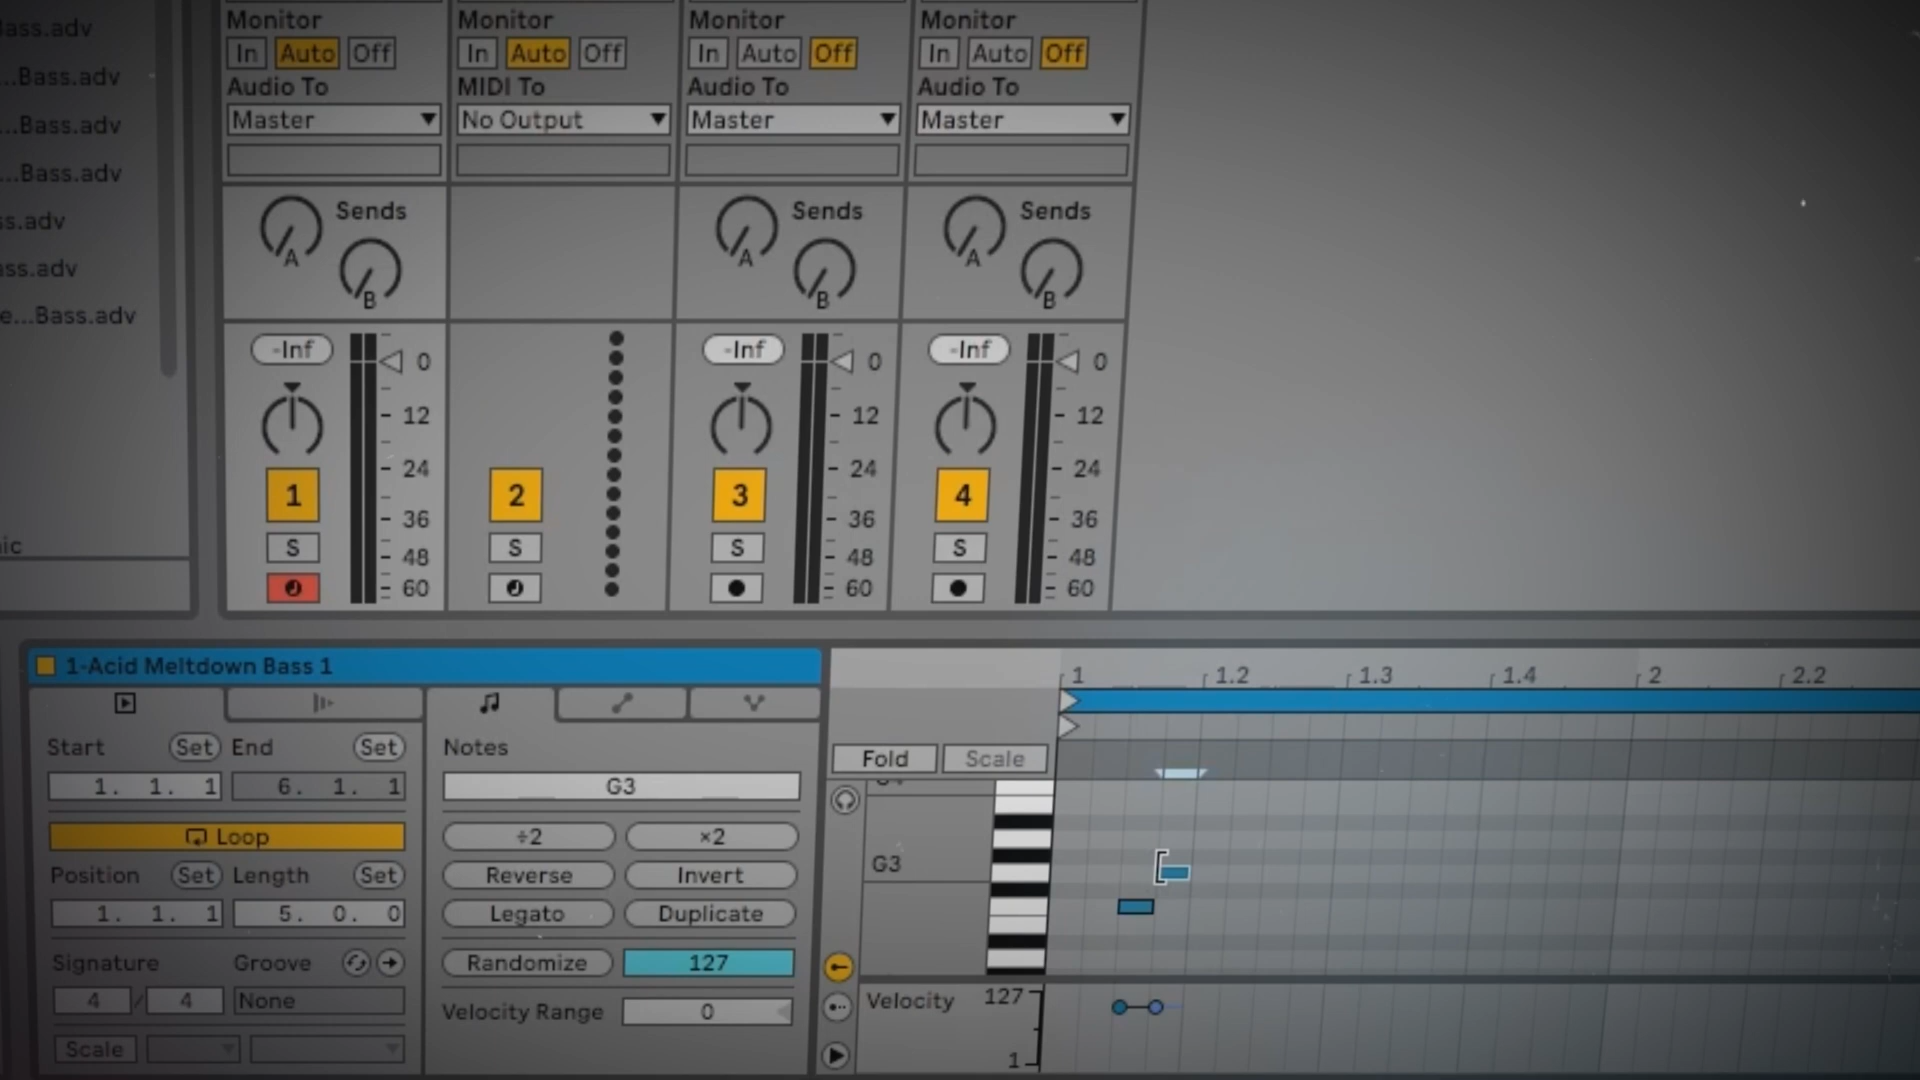 Bass.adv
...Bass.adv
...Bass.adv
...Bass.adv
ss.adv
ss.adv
e...Bass.adv
ic
Monitor
In Auto Off
Audio To
Master
Sends
A
B
-Inf
0
12
24
36
48
60
1
S
Monitor
In Auto Off
MIDI To
No Output
2
S
Monitor
In Auto Off
Audio To
Master
Sends
A
B
-Inf
0
12
24
36
48
60
3
S
Monitor
In Auto Off
Audio To
Master
Sends
A
B
-Inf
0
12
24
36
48
60
4
S
1-Acid Meltdown Bass 1
Start Set End Set
1. 1. 1 6. 1. 1
Loop
Position Set Length Set
1. 1. 1 5. 0. 0
Signature Groove
4 / 4 None
Scale
Notes
G3
÷2 ×2
Reverse Invert
Legato Duplicate
Randomize 127
Velocity Range 0
1 1.2 1.3 1.4 2 2.2
Fold Scale
G3
Velocity 127
1